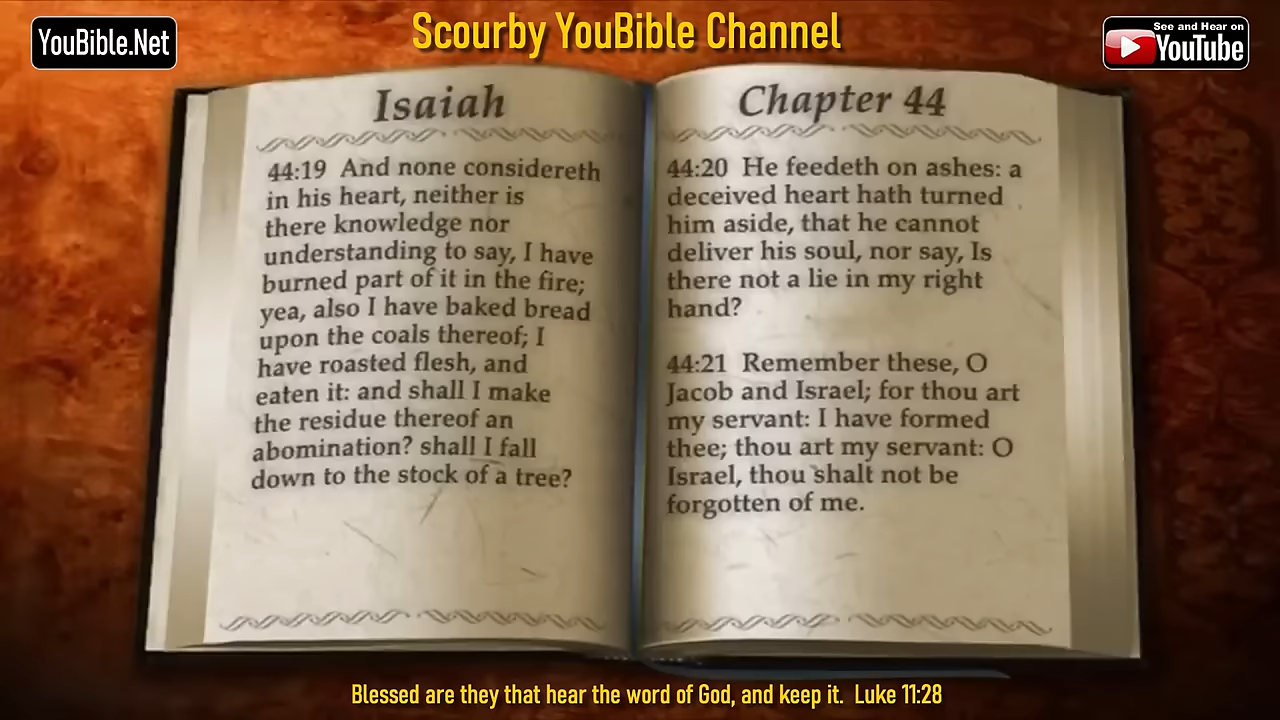 YouBible.Net
Scourby YouBible Channel
See and Hear on
YouTube
Isaiah
44:19 And none considereth
in his heart, neither is
there knowledge nor
understanding to say, I have
burned part of it in the fire;
yea, also I have baked bread
upon the coals thereof; I
have roasted flesh, and
eaten it: and shall I make
the residue thereof an
abomination? shall I fall
down to the stock of a tree?
Chapter 44
44:20 He feedeth on ashes: a
deceived heart hath turned
him aside, that he cannot
deliver his soul, nor say, Is
there not a lie in my right
hand?
44:21 Remember these, O
Jacob and Israel; for thou art
my servant: I have formed
thee; thou art my servant: O
Israel, thou shalt not be
forgotten of me.
Blessed are they that hear the word of God, and keep it. Luke 11:28